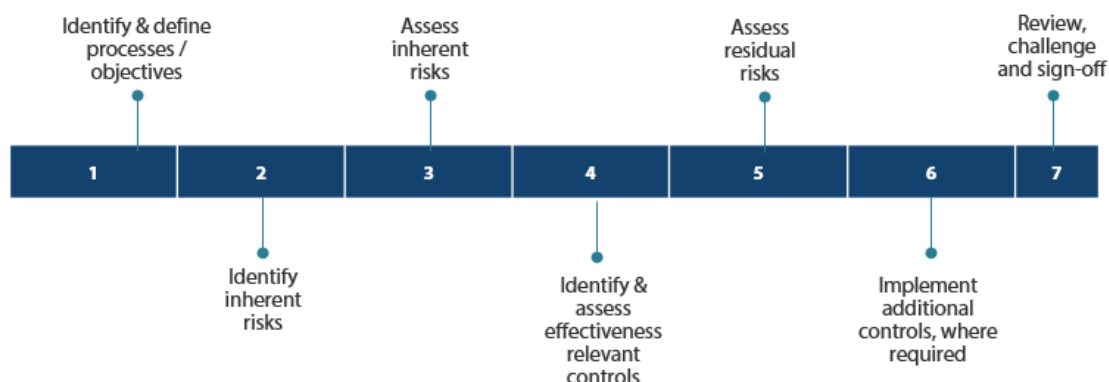 Identify & define
processes /
objectives
Assess
inherent
risks
Assess
residual
risks
Review,
challenge
and sign-off
1
2
3
4
5
6
7
Identify
inherent
risks
Identify &
assess
effectiveness
relevant
controls
Implement
additional
controls, where
required